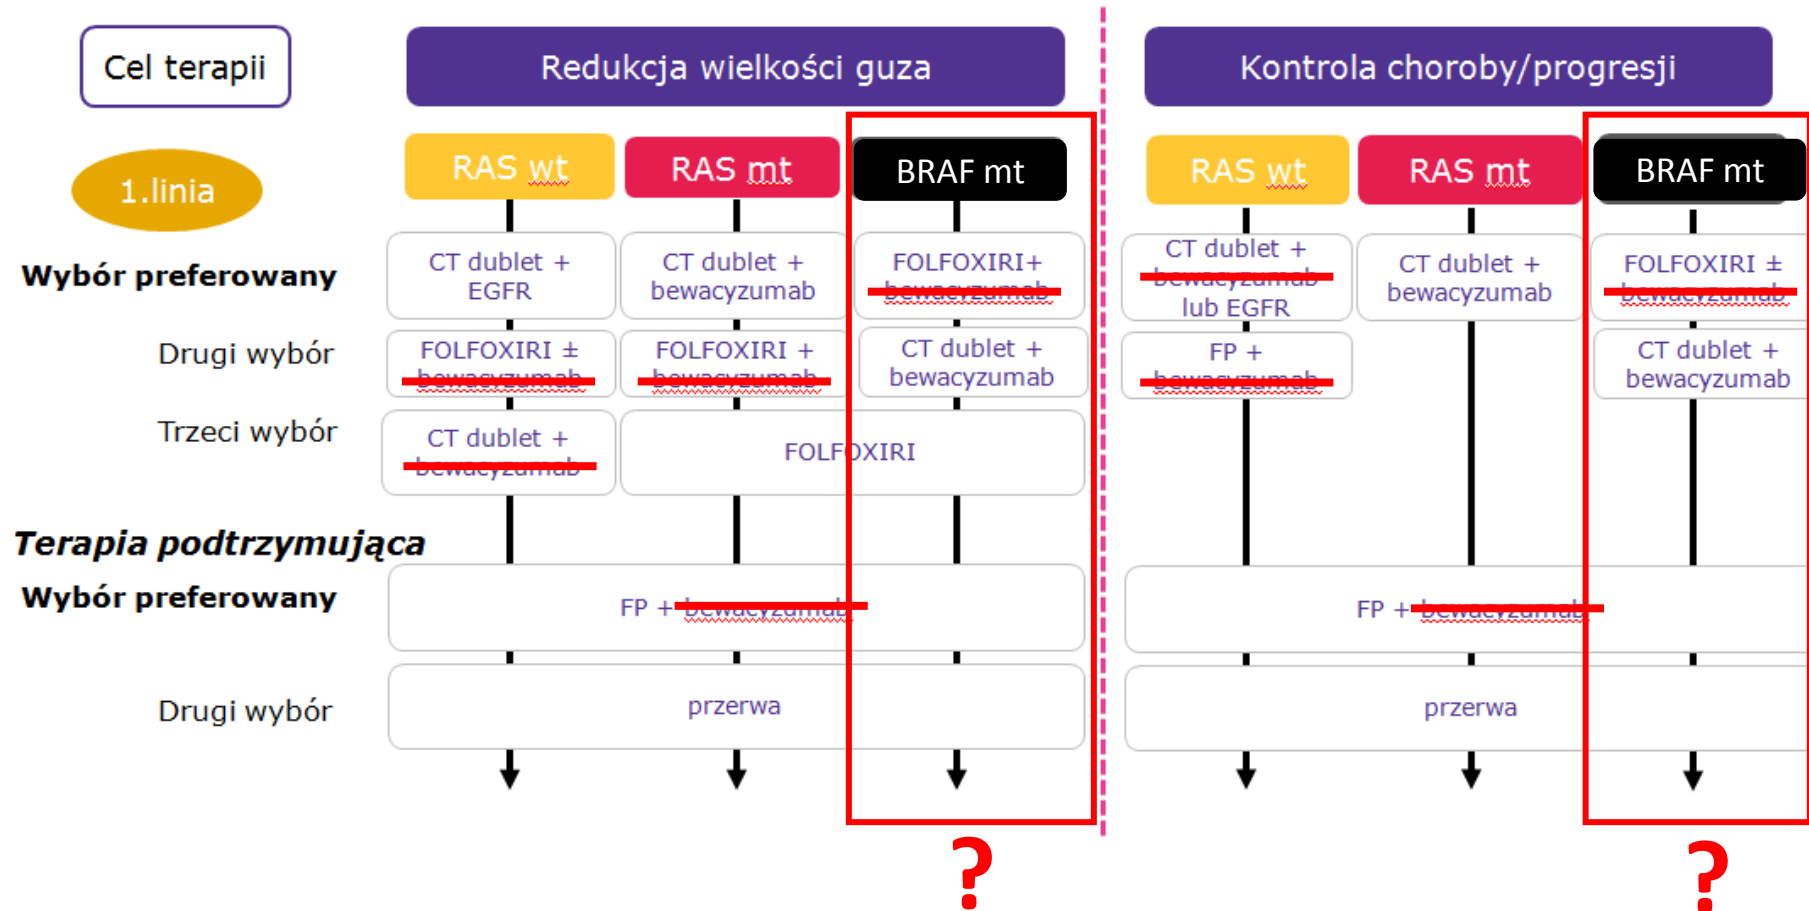 Cel terapii
Redukcja wielkości guza
Kontrola choroby/progresji
1.linia
RAS wt
RAS mt
BRAF mt
RAS wt
RAS mt
BRAF mt
Wybór preferowany
CT dublet +
EGFR
CT dublet +
bewacyzumab
FOLFOXIRI+
bewacyzumab
CT dublet +
bewacyzumab
lub EGFR
CT dublet +
bewacyzumab
FOLFOXIRI ±
bewacyzumab
Drugi wybór
FOLFOXIRI ±
bewacyzumab
FOLFOXIRI +
bewacyzumab
CT dublet +
bewacyzumab
FP +
bewacyzumab
CT dublet +
bewacyzumab
Trzeci wybór
CT dublet +
bewacyzumab
FOLFOXIRI
Terapia podtrzymująca
Wybór preferowany
FP + bewacyzumab
FP + bewacyzumab
Drugi wybór
przerwa
przerwa
?
?